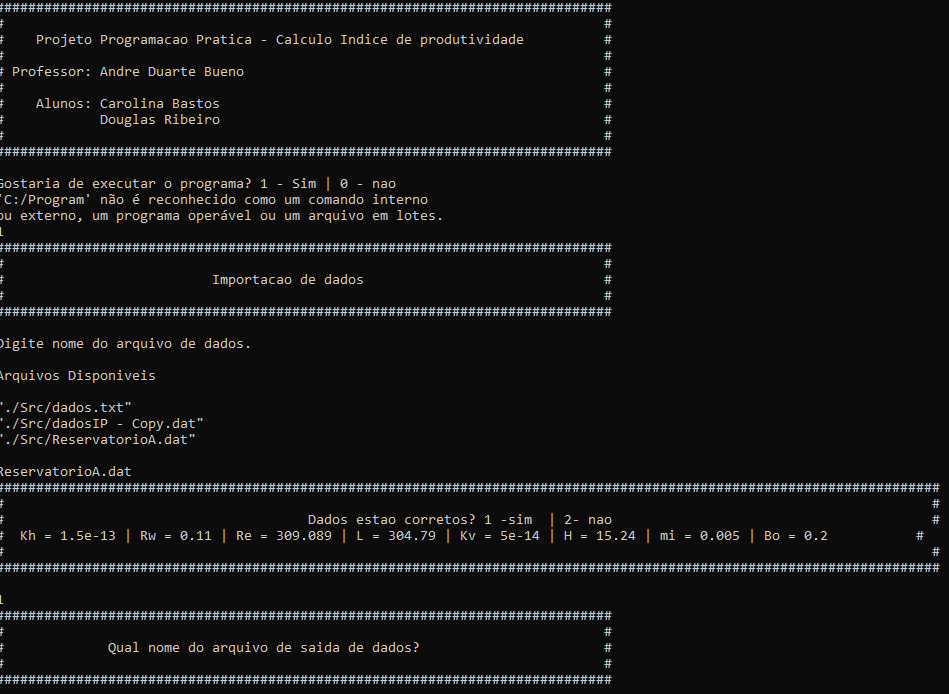 #############################################################################
# #
# Projeto Programacao Pratica - Calculo Indice de produtividade #
# #
# Professor: Andre Duarte Bueno #
# #
# Alunos: Carolina Bastos #
# Douglas Ribeiro #
# #
#############################################################################
Gostaria de executar o programa? 1 - Sim | 0 - nao
'C:/Program' não é reconhecido como um comando interno
ou externo, um programa operável ou um arquivo em lotes.
1
#############################################################################
# #
# Importacao de dados #
# #
#############################################################################
Digite nome do arquivo de dados.
Arquivos Disponiveis
"./Src/dados.txt"
"./Src/dadosIP - Copy.dat"
"./Src/ReservatorioA.dat"
ReservatorioA.dat
######################################################################################################################
# #
# Dados estao corretos? 1 -sim | 2- nao #
# Kh = 1.5e-13 | Rw = 0.11 | Re = 309.089 | L = 304.79 | Kv = 5e-14 | H = 15.24 | mi = 0.005 | Bo = 0.2 #
# #
######################################################################################################################
1
#############################################################################
# #
# Qual nome do arquivo de saida de dados? #
# #
#############################################################################